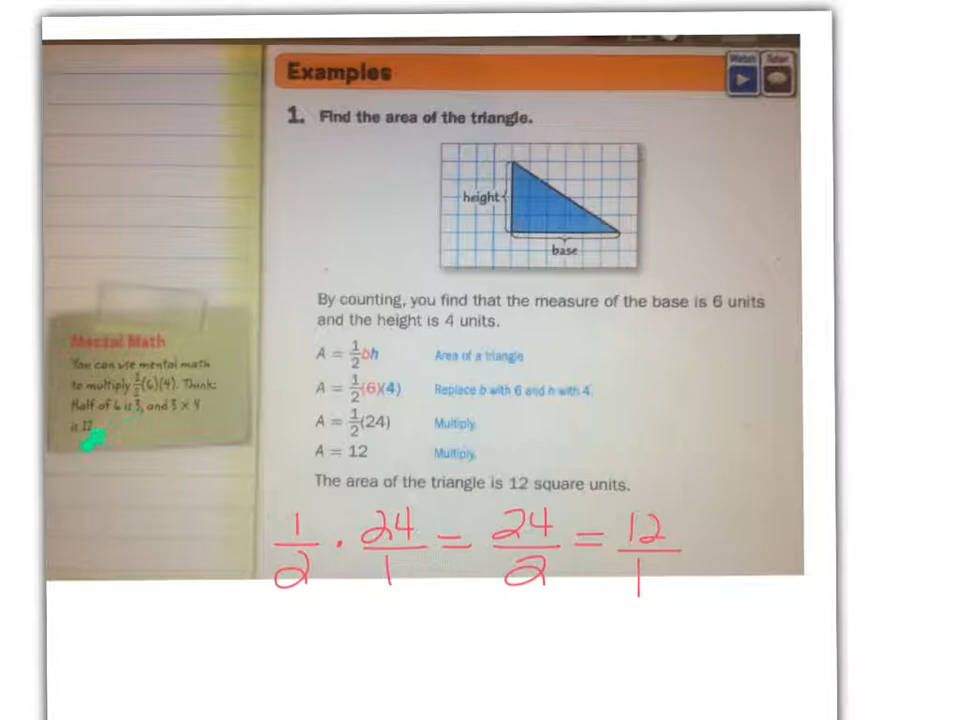 Examples
Watch Tutor
1. Find the area of the triangle.
height
base
By counting, you find that the measure of the base is 6 units
and the height is 4 units.
A = 1/2 bh Area of a triangle
A = 1/2 (6)(4) Replace b with 6 and h with 4.
A = 1/2 (24) Multiply.
A = 12 Multiply.
The area of the triangle is 12 square units.
Mental Math
You can use mental math
to multiply 1/2 (6)(4). Think:
Half of 6 is 3, and 3 × 4
is 12
1/2 · 24/1 = 24/2 = 12/1